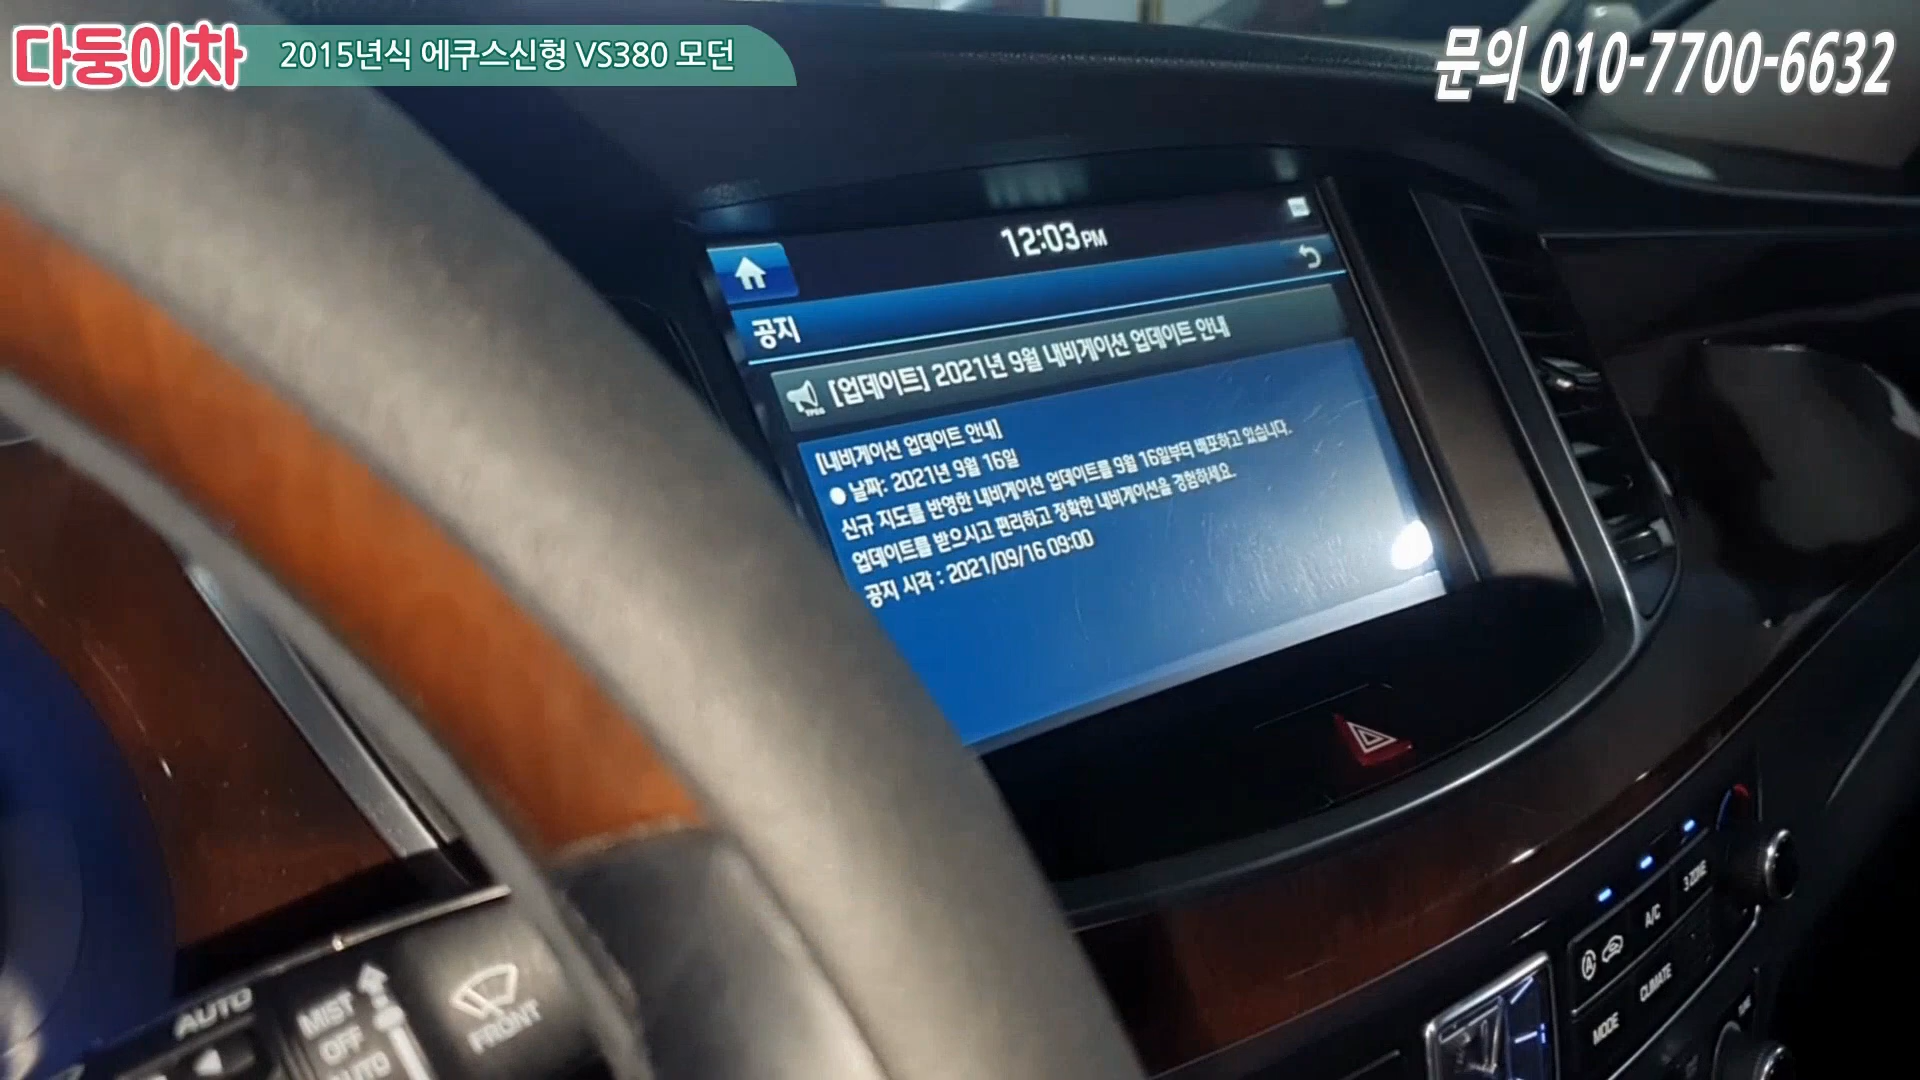 다둥이차
2015년식 에쿠스신형 VS380 모던
문의 010-7700-6632
12:03 PM
공지
[업데이트] 2021년 9월 내비게이션 업데이트 안내
TPEG
[내비게이션 업데이트 안내]
● 날짜: 2021년 9월 16일
신규 지도를 반영한 내비게이션 업데이트를 9월 16일부터 배포하고 있습니다.
업데이트를 받으시고 편리하고 정확한 내비게이션을 경험하세요.
공지 시각 : 2021/09/16 09:00
3 ZONE
A/C
CLIMATE
MODE
AUTO
MIST
OFF
AUTO
FRONT